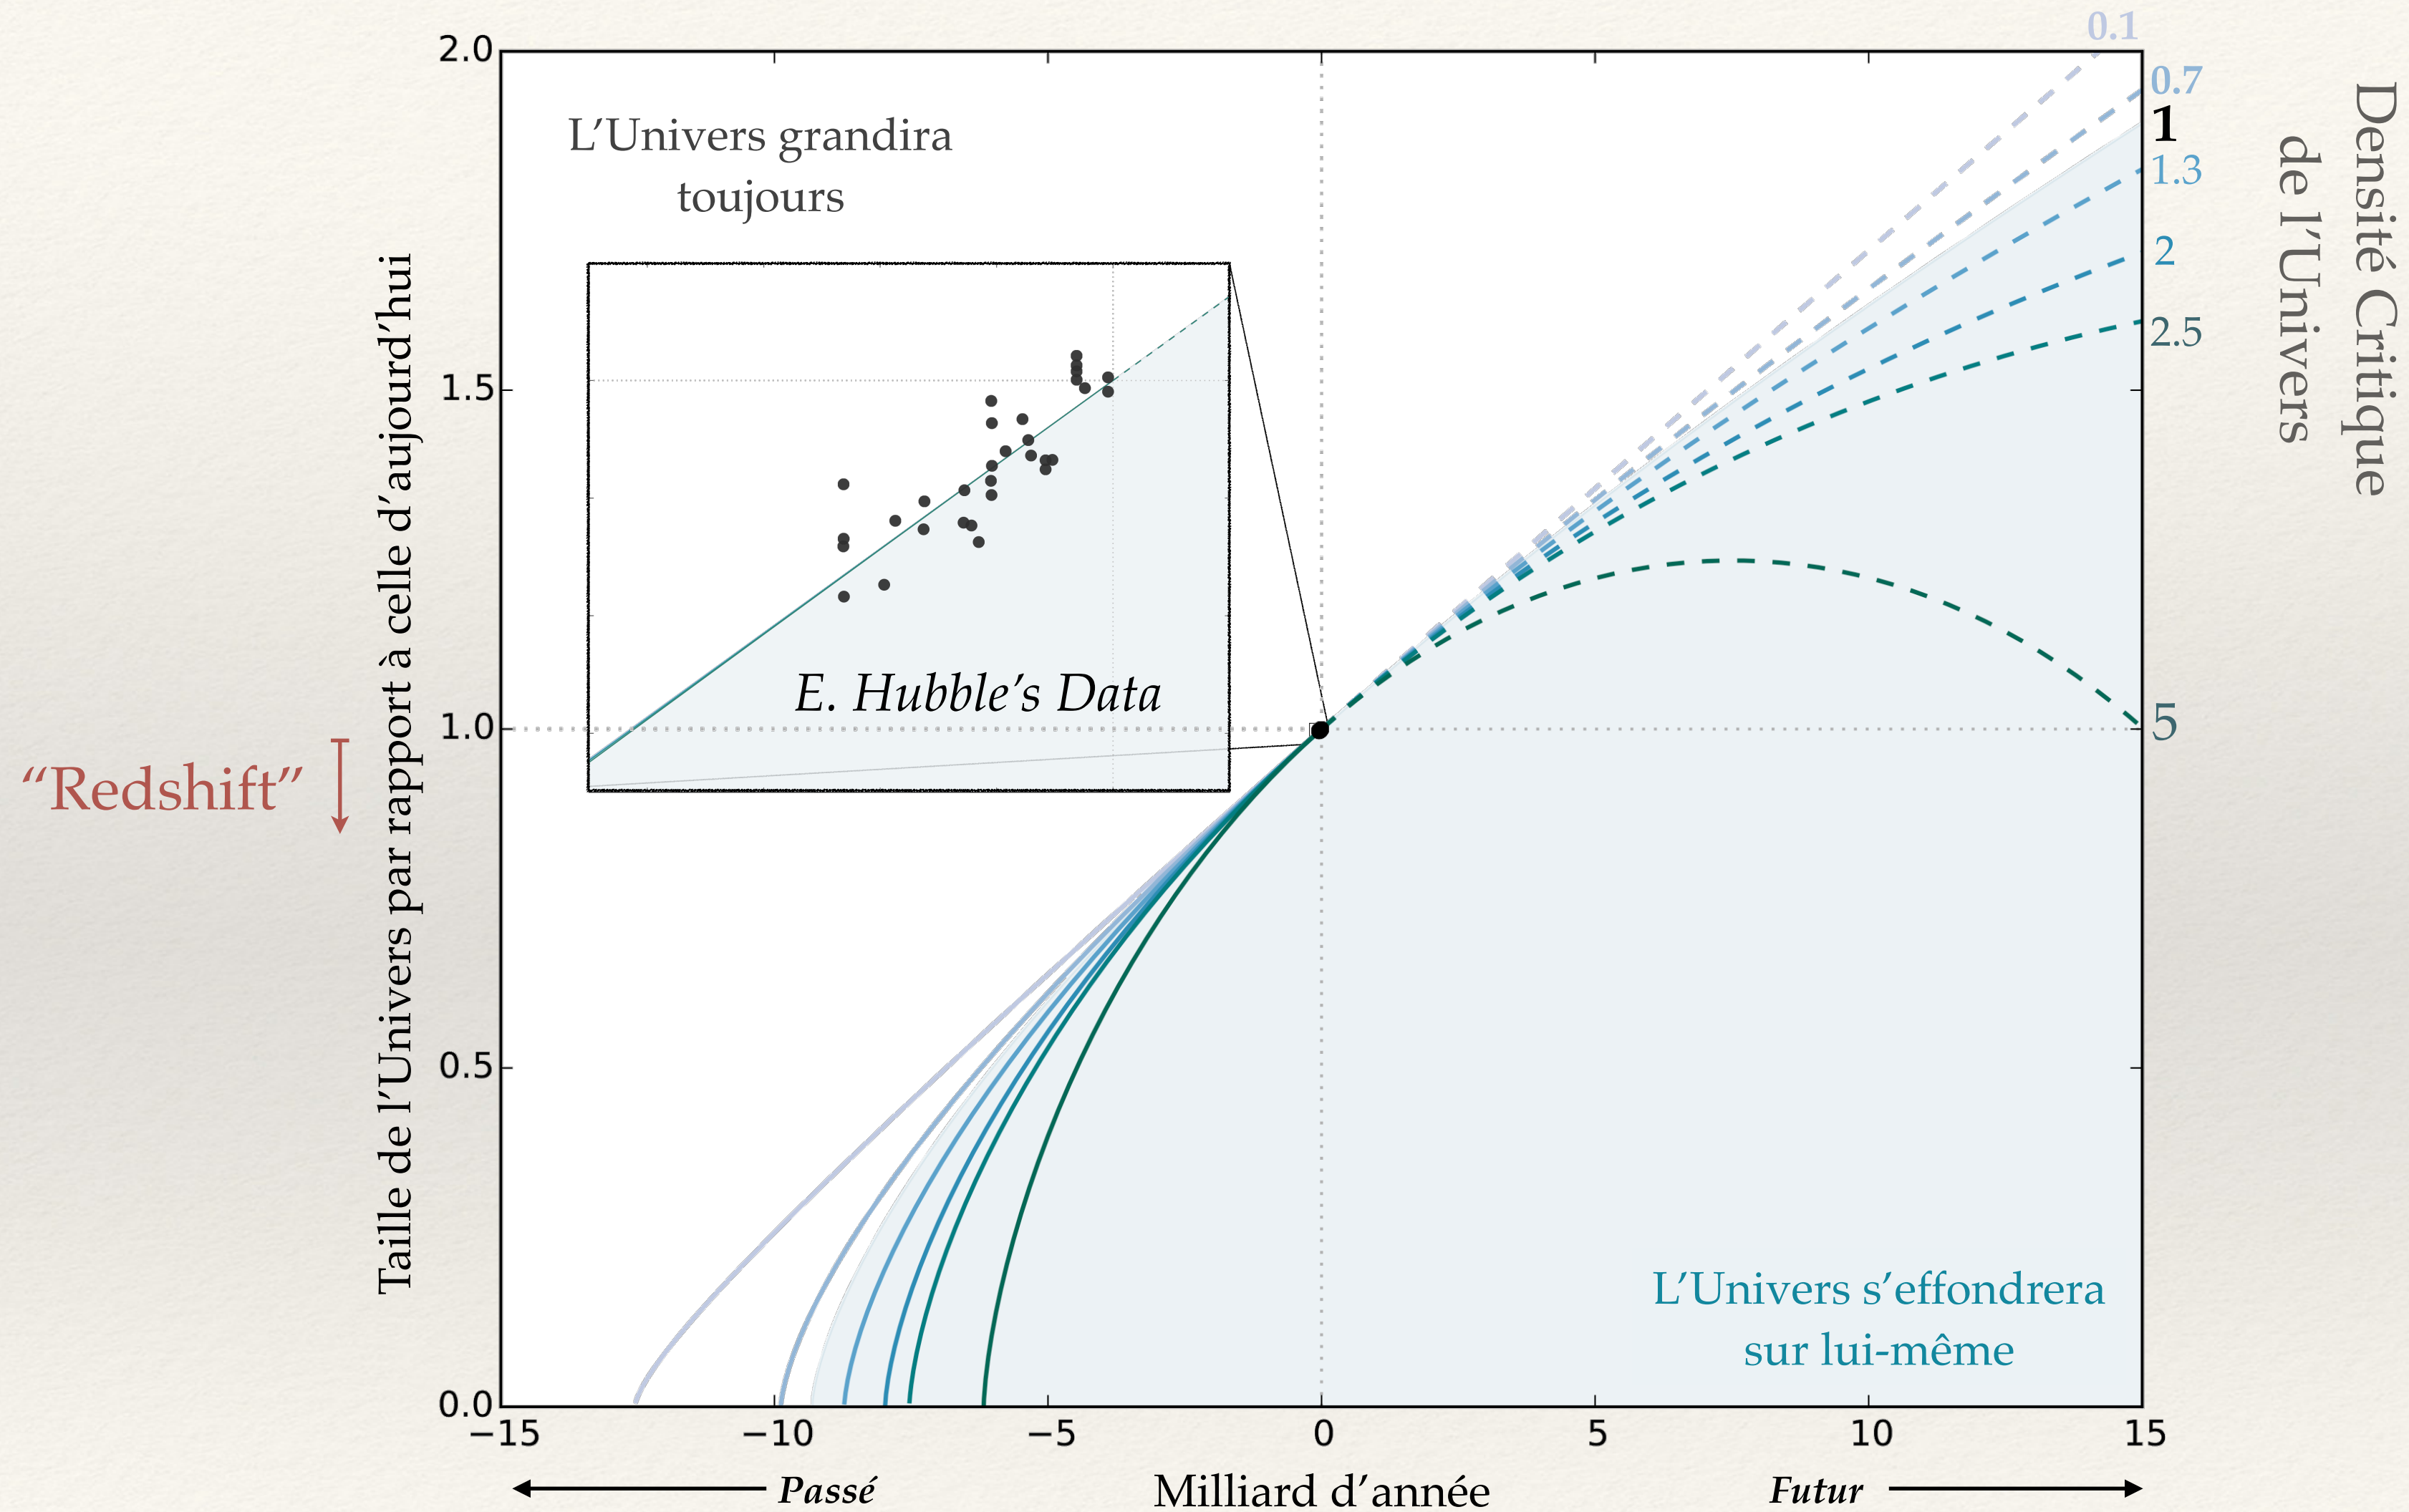 0.1
2.0
0.7
1
1.3
2
2.5
5
Densité Critique
de l’Univers
L’Univers grandira
toujours
1.5
E. Hubble’s Data
1.0
“Redshift”
Taille de l’Univers par rapport à celle d’aujourd’hui
0.5
L’Univers s’effondrera
sur lui-même
0.0
−15 −10 −5 0 5 10 15
Passé Milliard d’année Futur